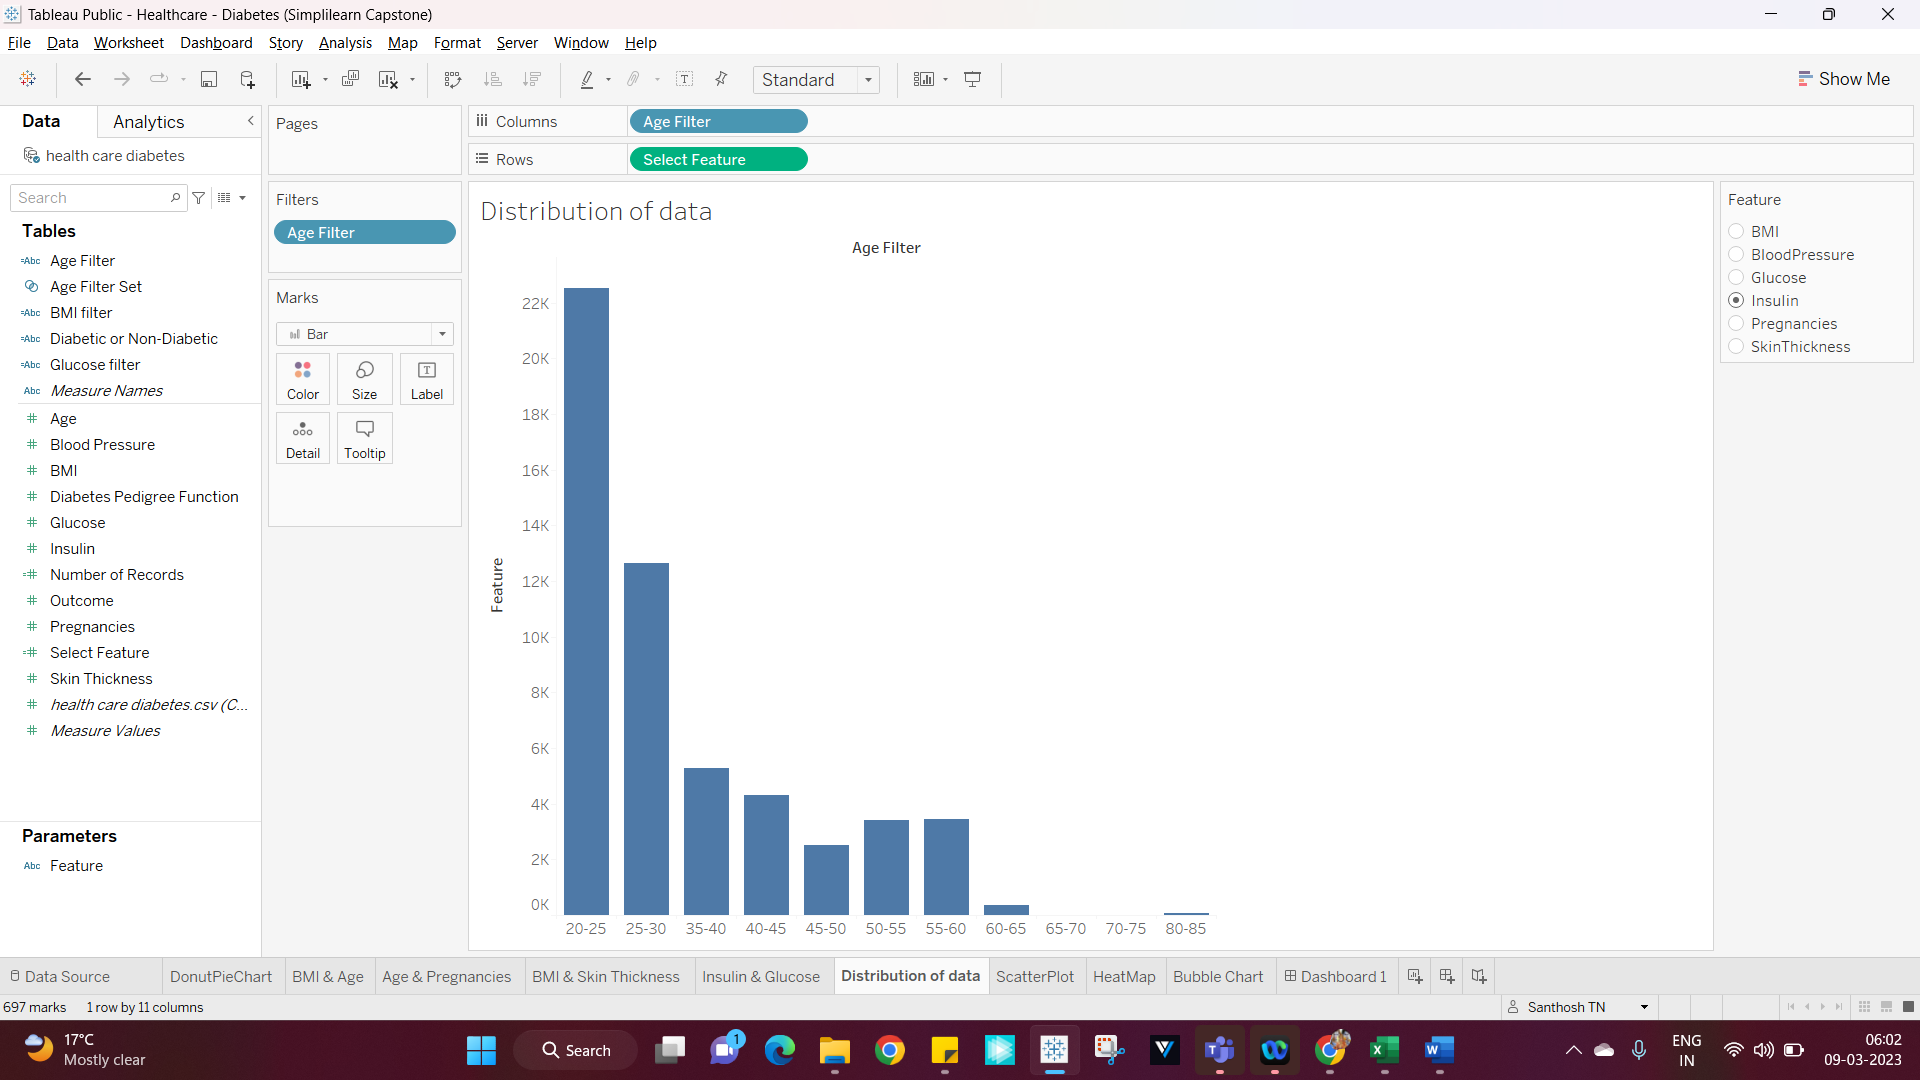 Tableau Public - Healthcare - Diabetes (Simplilearn Capstone)
File Data Worksheet Dashboard Story Analysis Map Format Server Window Help
Standard
Show Me
Data Analytics
health care diabetes
Search
Tables
=Abc Age Filter
Age Filter Set
=Abc BMI filter
=Abc Diabetic or Non-Diabetic
=Abc Glucose filter
Abc Measure Names
# Age
# Blood Pressure
# BMI
# Diabetes Pedigree Function
# Glucose
# Insulin
=# Number of Records
# Outcome
# Pregnancies
=# Select Feature
# Skin Thickness
# health care diabetes.csv (C...
# Measure Values
Parameters
Abc Feature
Pages
Filters
Age Filter
Marks
Bar
Color Size Label
Detail Tooltip
Columns Age Filter
Rows Select Feature
Distribution of data
Age Filter
22K
20K
18K
16K
14K
12K
10K
8K
6K
4K
2K
0K
Feature
20-25 25-30 35-40 40-45 45-50 50-55 55-60 60-65 65-70 70-75 80-85
Feature
BMI
BloodPressure
Glucose
Insulin
Pregnancies
SkinThickness
Data Source DonutPieChart BMI & Age Age & Pregnancies BMI & Skin Thickness Insulin & Glucose Distribution of data ScatterPlot HeatMap Bubble Chart Dashboard 1
697 marks 1 row by 11 columns
Santhosh TN
17°C
Mostly clear
Search
1
ENG
IN
06:02
09-03-2023